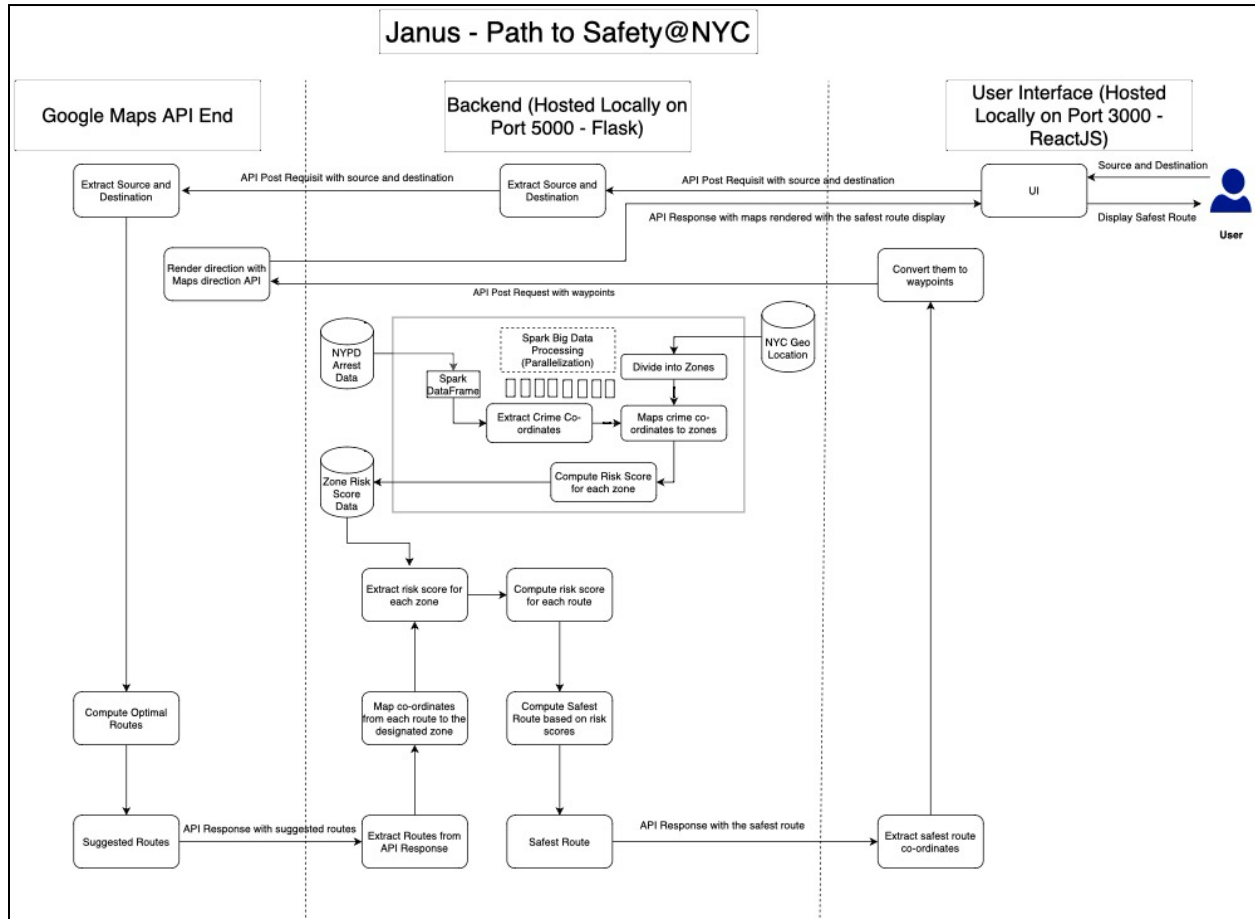 Janus - Path to Safety@NYC
Google Maps API End
Backend (Hosted Locally on
Port 5000 - Flask)
User Interface (Hosted
Locally on Port 3000 -
ReactJS)
Extract Source and
Destination
API Post Requisit with source and destination
Extract Source and
Destination
API Post Requisit with source and destination
UI
Source and Destination
Display Safest Route
User
API Response with maps rendered with the safest route display
Render direction with
Maps direction API
API Post Request with waypoints
Convert them to
waypoints
NYPD
Arrest
Data
Spark Big Data
Processing
(Parallelization)
NYC Geo
Location
Divide into Zones
Spark
DataFrame
Extract Crime Co-
ordinates
Maps crime co-
ordinates to zones
Compute Risk Score
for each zone
Zone Risk
Score
Data
Extract risk score for
each zone
Compute risk score
for each route
Compute Optimal
Routes
Map co-ordinates
from each route to the
designated zone
Compute Safest
Route based on risk
scores
Suggested Routes
API Response with suggested routes
Extract Routes from
API Response
Safest Route
API Response with the safest route
Extract safest route
co-ordinates